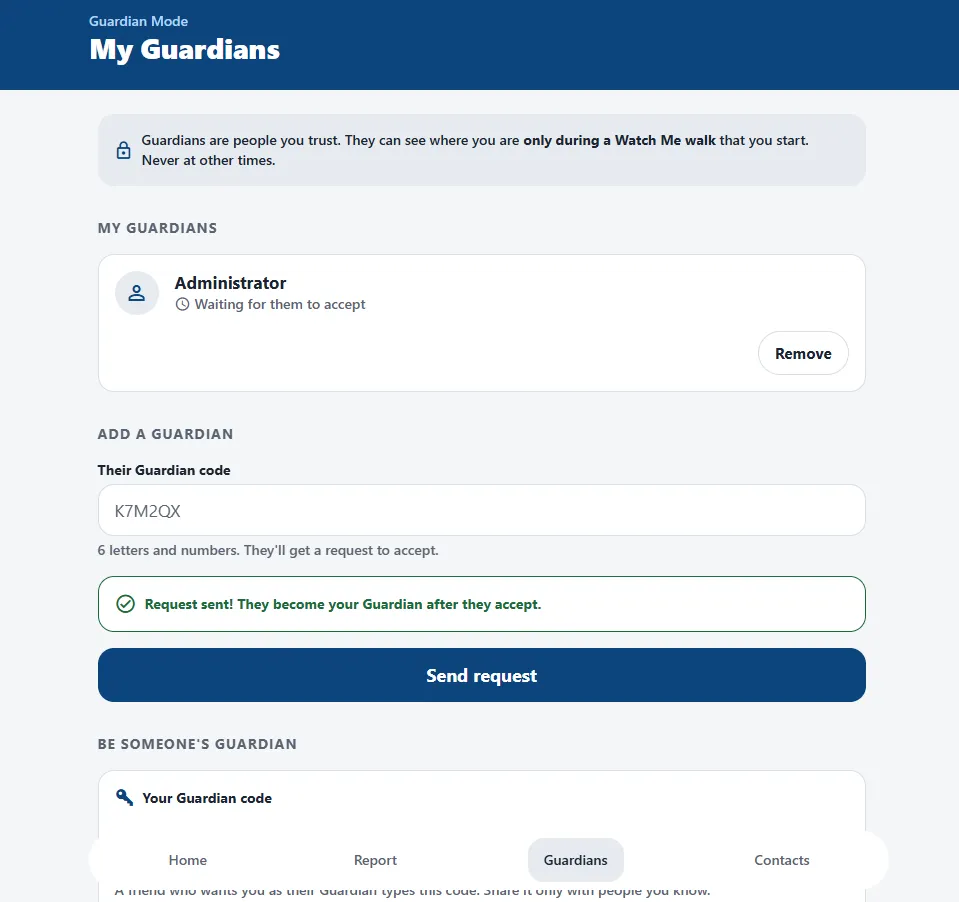 Guardian Mode
My Guardians
Guardians are people you trust. They can see where you are only during a Watch Me walk that you start.
Never at other times.
MY GUARDIANS
Administrator
Waiting for them to accept
Remove
ADD A GUARDIAN
Their Guardian code
K7M2QX
6 letters and numbers. They'll get a request to accept.
Request sent! They become your Guardian after they accept.
Send request
BE SOMEONE'S GUARDIAN
Your Guardian code
Home
Report
Guardians
Contacts
A friend who wants you as their Guardian types this code. Share it only with people you know.